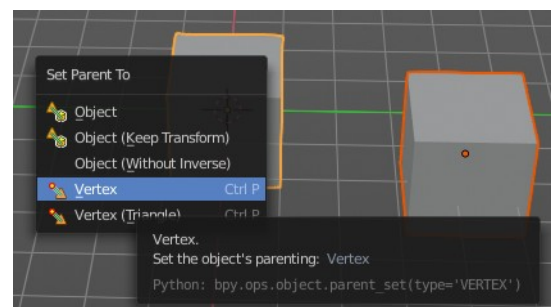 Set Parent To
Object
Object (Keep Transform)
Object (Without Inverse)
Vertex Ctrl P
Vertex (Triangle) Ctrl P
Vertex.
Set the object's parenting: Vertex
Python: bpy.ops.object.parent_set(type='VERTEX')